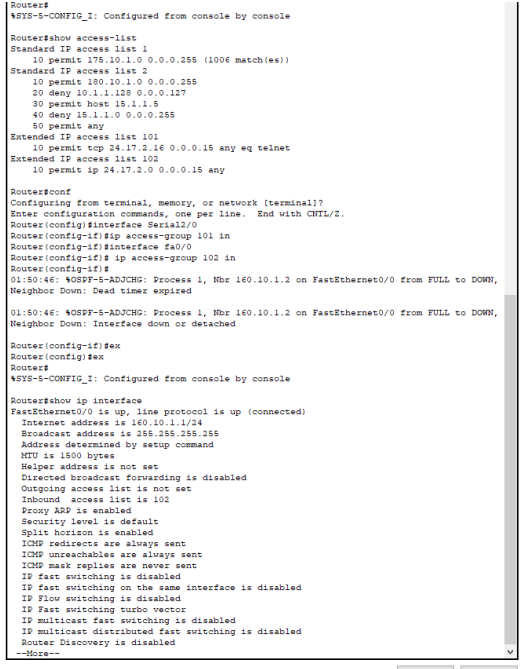 Router#
%SYS-5-CONFIG_I: Configured from console by console
Router#show access-list
Standard IP access list 1
10 permit 175.10.1.0 0.0.0.255 (1006 match(es))
Standard IP access list 2
10 permit 180.10.1.0 0.0.0.255
20 deny 10.1.1.128 0.0.0.127
30 permit host 15.1.1.5
40 deny 15.1.1.0 0.0.0.255
50 permit any
Extended IP access list 101
10 permit tcp 24.17.2.16 0.0.0.15 any eq telnet
Extended IP access list 102
10 permit ip 24.17.2.0 0.0.0.15 any
Router#conf
Configuring from terminal, memory, or network [terminal]?
Enter configuration commands, one per line.  End with CNTL/Z.
Router(config)#interface Serial2/0
Router(config-if)#ip access-group 101 in
Router(config-if)#interface fa0/0
Router(config-if)# ip access-group 102 in
Router(config-if)#
01:50:46: %OSPF-5-ADJCHG: Process 1, Nbr 160.10.1.2 on FastEthernet0/0 from FULL to DOWN,
Neighbor Down: Dead timer expired
01:50:46: %OSPF-5-ADJCHG: Process 1, Nbr 160.10.1.2 on FastEthernet0/0 from FULL to DOWN,
Neighbor Down: Interface down or detached
Router(config-if)#ex
Router(config)#ex
Router#
%SYS-5-CONFIG_I: Configured from console by console
Router#show ip interface
FastEthernet0/0 is up, line protocol is up (connected)
Internet address is 160.10.1.1/24
Broadcast address is 255.255.255.255
Address determined by setup command
MTU is 1500 bytes
Helper address is not set
Directed broadcast forwarding is disabled
Outgoing access list is not set
Inbound  access list is 102
Proxy ARP is enabled
Security level is default
Split horizon is enabled
ICMP redirects are always sent
ICMP unreachables are always sent
ICMP mask replies are never sent
IP fast switching is disabled
IP fast switching on the same interface is disabled
IP Flow switching is disabled
IP Fast switching turbo vector
IP multicast fast switching is disabled
IP multicast distributed fast switching is disabled
Router Discovery is disabled
--More--